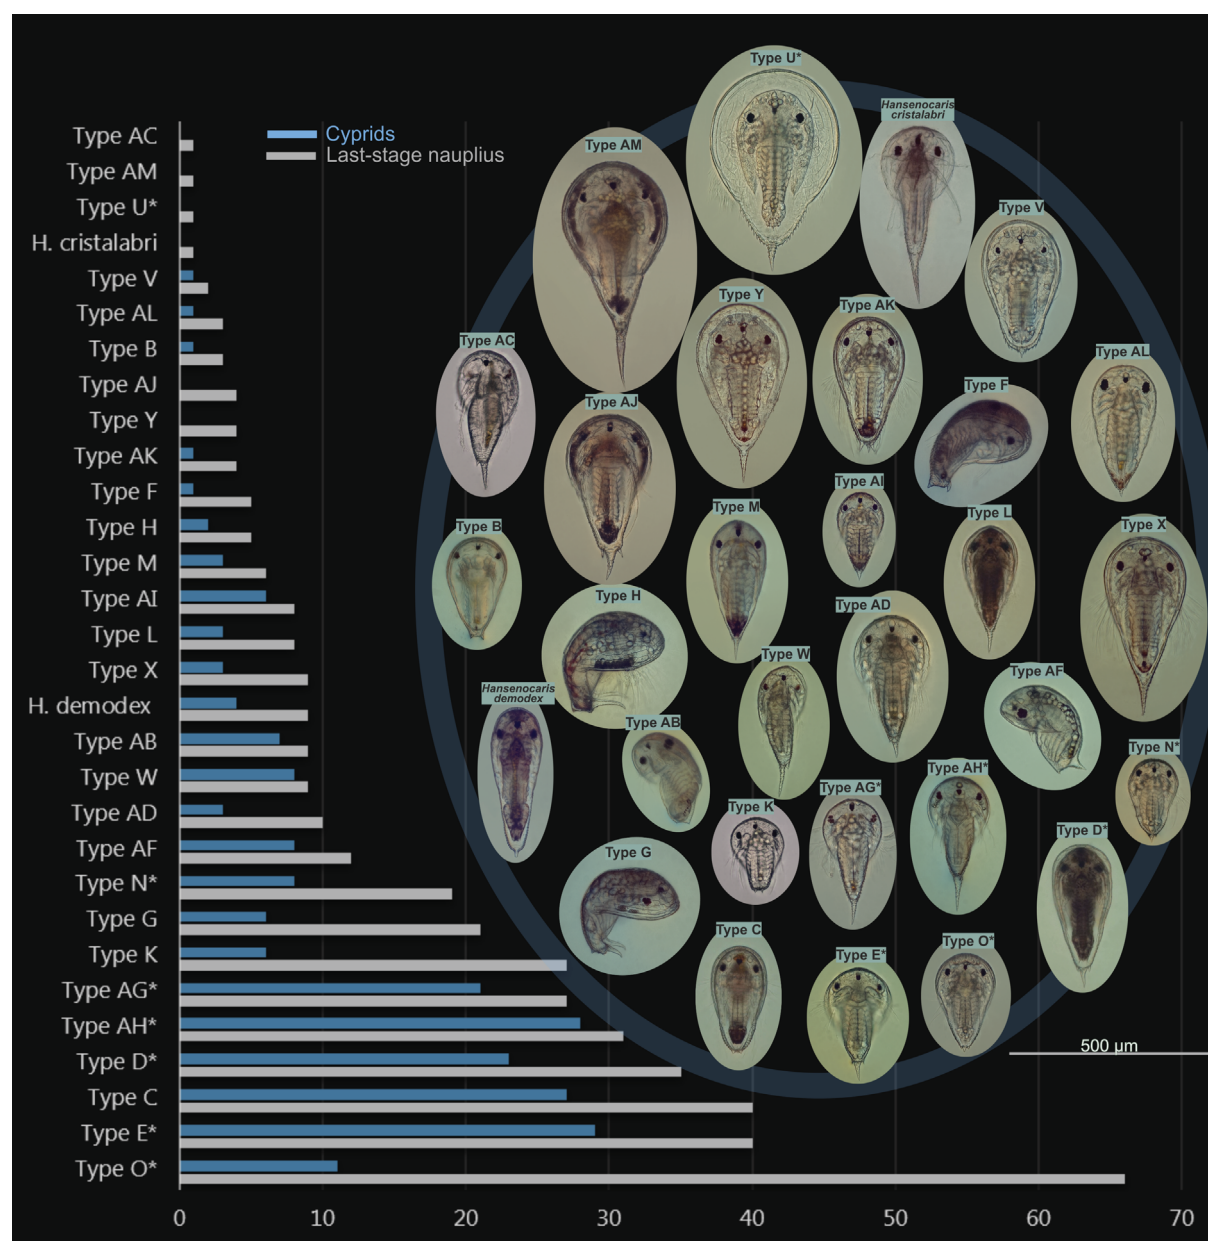 Type AC
Type AM
Type U*
H. cristalabri
Type V
Type AL
Type B
Type AJ
Type Y
Type AK
Type F
Type H
Type M
Type AI
Type L
Type X
H. demodex
Type AB
Type W
Type AD
Type AF
Type N*
Type G
Type K
Type AG*
Type AH*
Type D*
Type C
Type E*
Type O*
0 10 20 30 40 50 60 70
Cyprids
Last-stage nauplius
Type U*
Hansenocaris
cristalabri
Type AM
Type V
Type Y
Type AK
Type AC
Type AL
Type F
Type AJ
Type AI
Type M
Type L
Type X
Type B
Type H
Type AD
Type W
Type AF
Hansenocaris
demodex
Type AB
Type N*
Type AH*
Type AG*
Type K
Type D*
Type G
Type C
Type O*
Type E*
500 µm